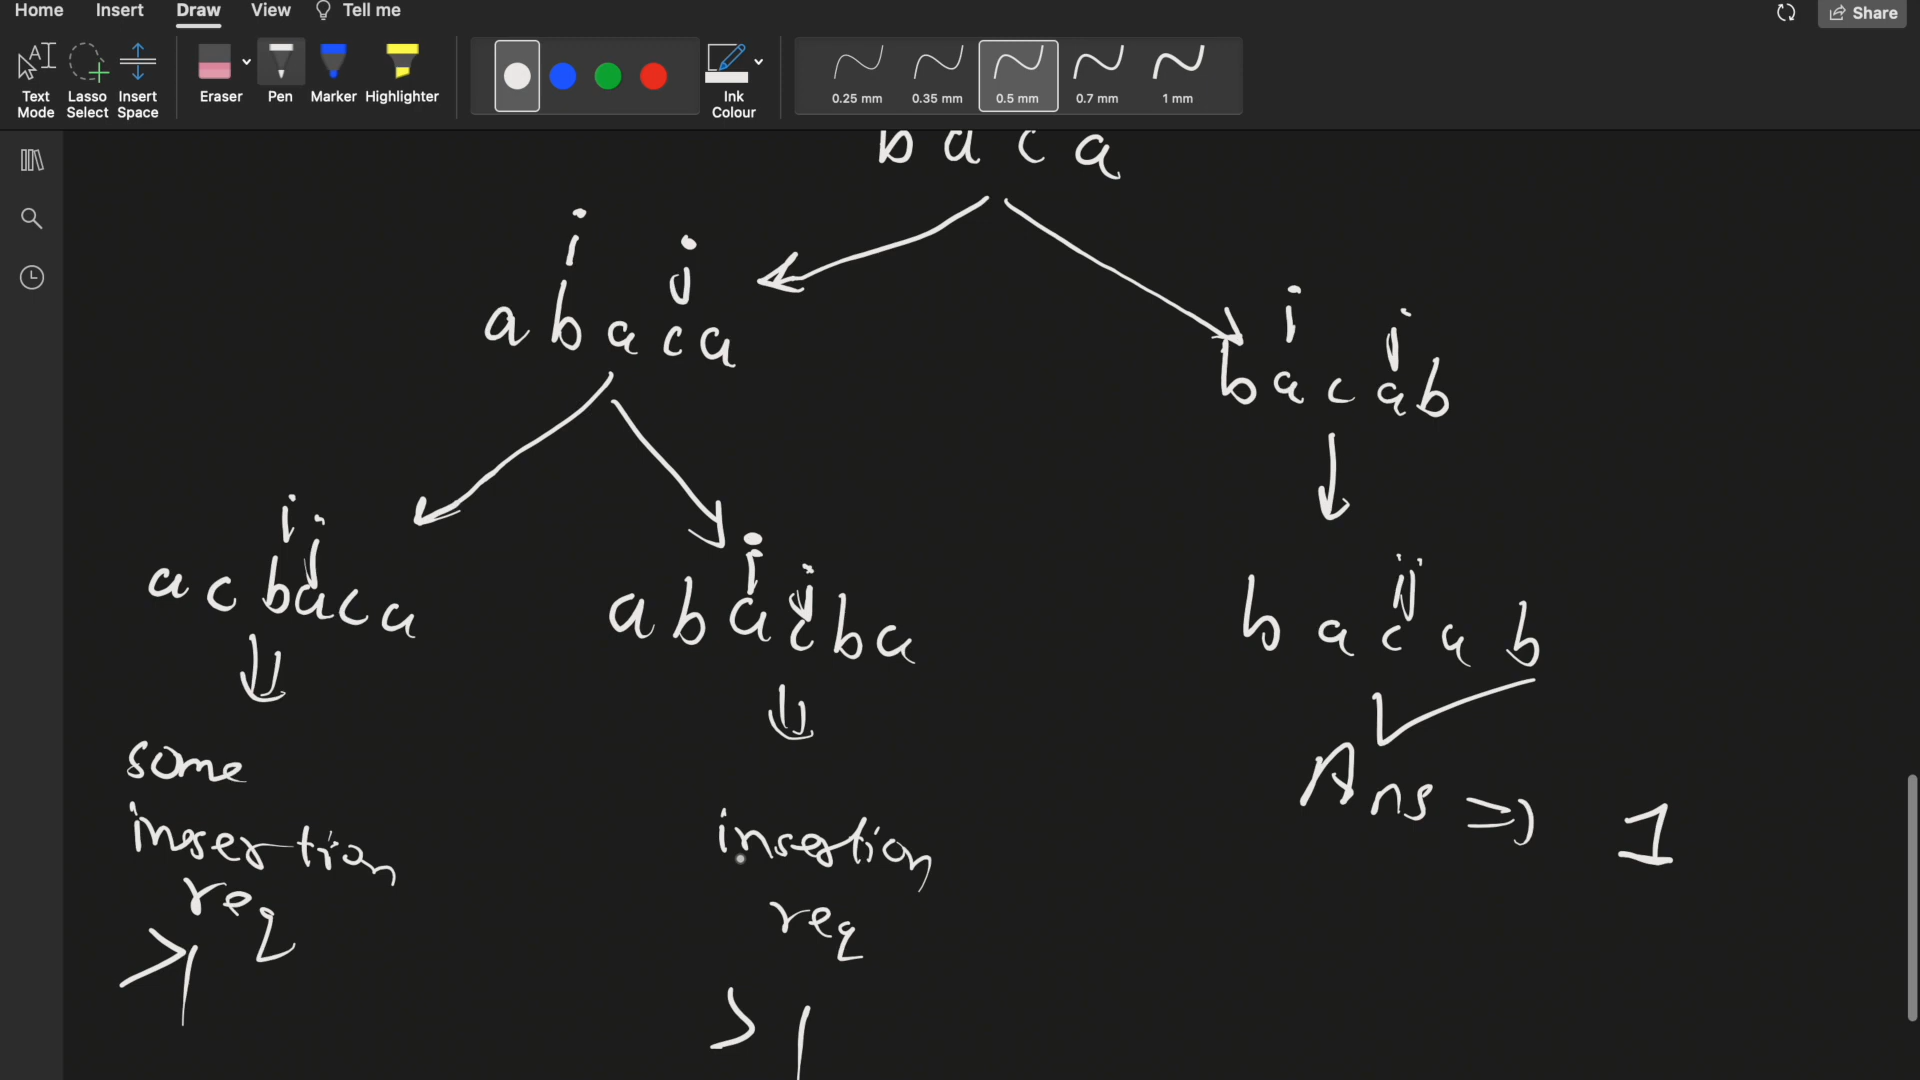 Home Insert Draw View Tell me
Share
Text Mode
Lasso Select
Insert Space
Eraser
Pen
Marker
Highlighter
Ink Colour
0.25 mm
0.35 mm
0.5 mm
0.7 mm
1 mm
b a c a
i j
a b a c a
i j
b a c a b
i j
a c b a c a
i j
a b a c b a
i j
b a c a b
some
insertion
req
>1
insertion
req
>1
Ans => 1